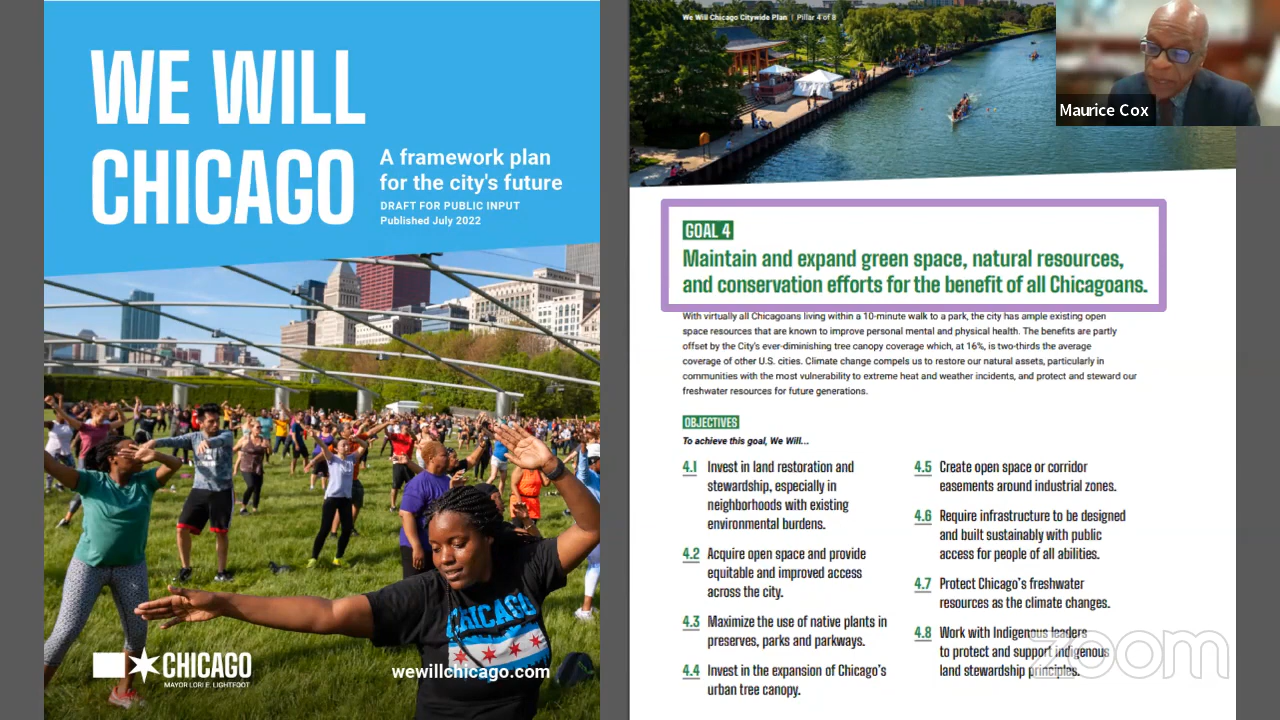 WE WILL
CHICAGO
A framework plan
for the city's future
DRAFT FOR PUBLIC INPUT
Published July 2022
CHICAGO
CHICAGO
MAYOR LORI E. LIGHTFOOT
wewillchicago.com
We Will Chicago Citywide Plan | Pillar 4 of 8
Maurice Cox
GOAL 4
Maintain and expand green space, natural resources,
and conservation efforts for the benefit of all Chicagoans.
With virtually all Chicagoans living within a 10-minute walk to a park, the city has ample existing open
space resources that are known to improve personal mental and physical health. The benefits are partly
offset by the City's ever-diminishing tree canopy coverage which, at 16%, is two-thirds the average
coverage of other U.S. cities. Climate change compels us to restore our natural assets, particularly in
communities with the most vulnerability to extreme heat and weather incidents, and protect and steward our
freshwater resources for future generations.
OBJECTIVES
To achieve this goal, We Will...
4.1 Invest in land restoration and
stewardship, especially in
neighborhoods with existing
environmental burdens.
4.2 Acquire open space and provide
equitable and improved access
across the city.
4.3 Maximize the use of native plants in
preserves, parks and parkways.
4.4 Invest in the expansion of Chicago's
urban tree canopy.
4.5 Create open space or corridor
easements around industrial zones.
4.6 Require infrastructure to be designed
and built sustainably with public
access for people of all abilities.
4.7 Protect Chicago's freshwater
resources as the climate changes.
4.8 Work with Indigenous leaders
to protect and support indigenous
land stewardship principles.
zoom